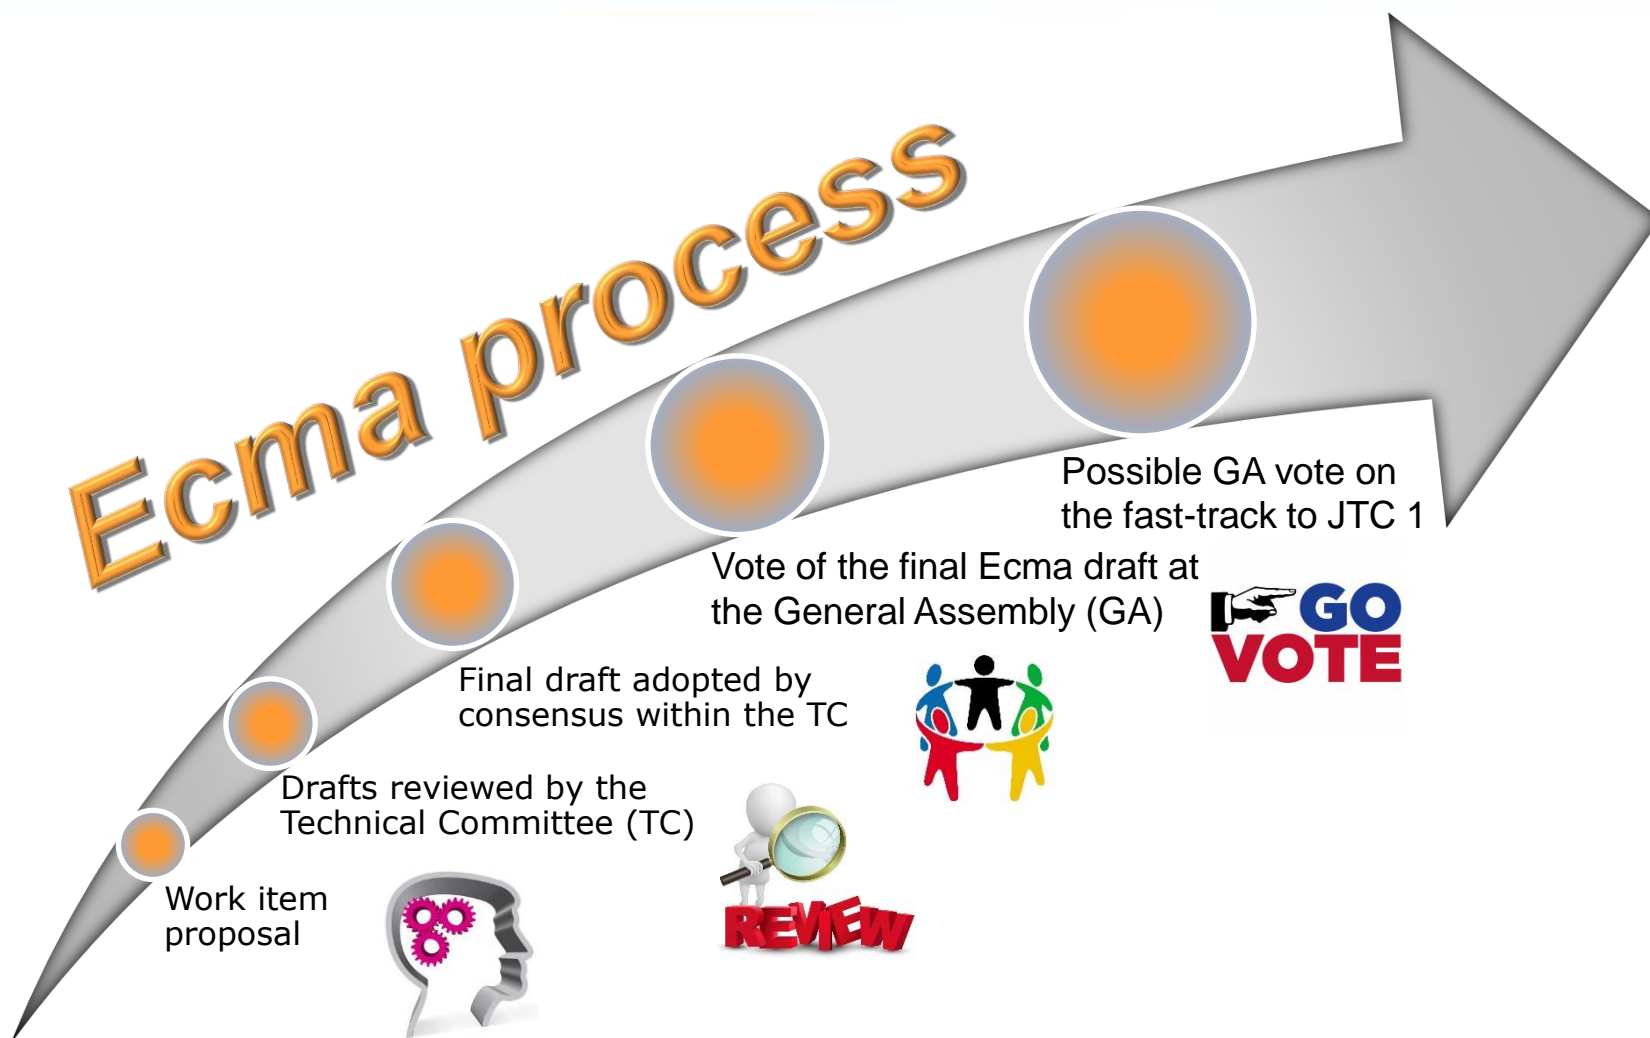 Ecma process
Possible GA vote on
the fast-track to JTC 1
Vote of the final Ecma draft at
the General Assembly (GA)
GO
VOTE
Final draft adopted by
consensus within the TC
Drafts reviewed by the
Technical Committee (TC)
REVIEW
Work item
proposal